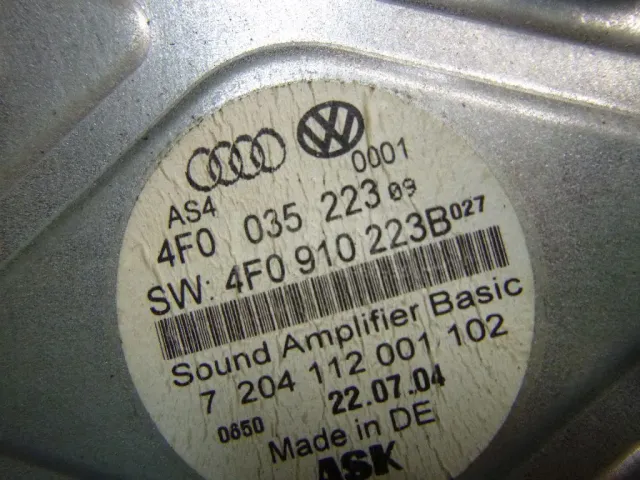 0001
AS4
4F0 035 223 09
SW: 4F0 910 223B 027
Sound Amplifier Basic
7 204 112 001 102
22.07.04
0650
Made in DE
ASK